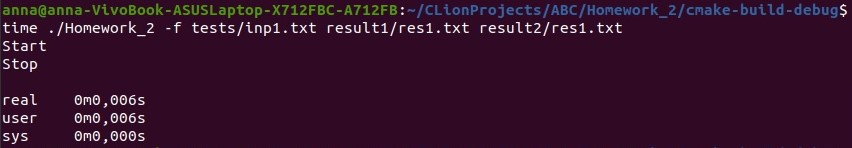 anna@anna-VivoBook-ASUSLaptop-X712FBC-A712FB:~/CLionProjects/ABC/Homework_2/cmake-build-debug$
time ./Homework_2 -f tests/inp1.txt result1/res1.txt result2/res1.txt
Start
Stop
real 0m0,006s
user 0m0,006s
sys 0m0,000s